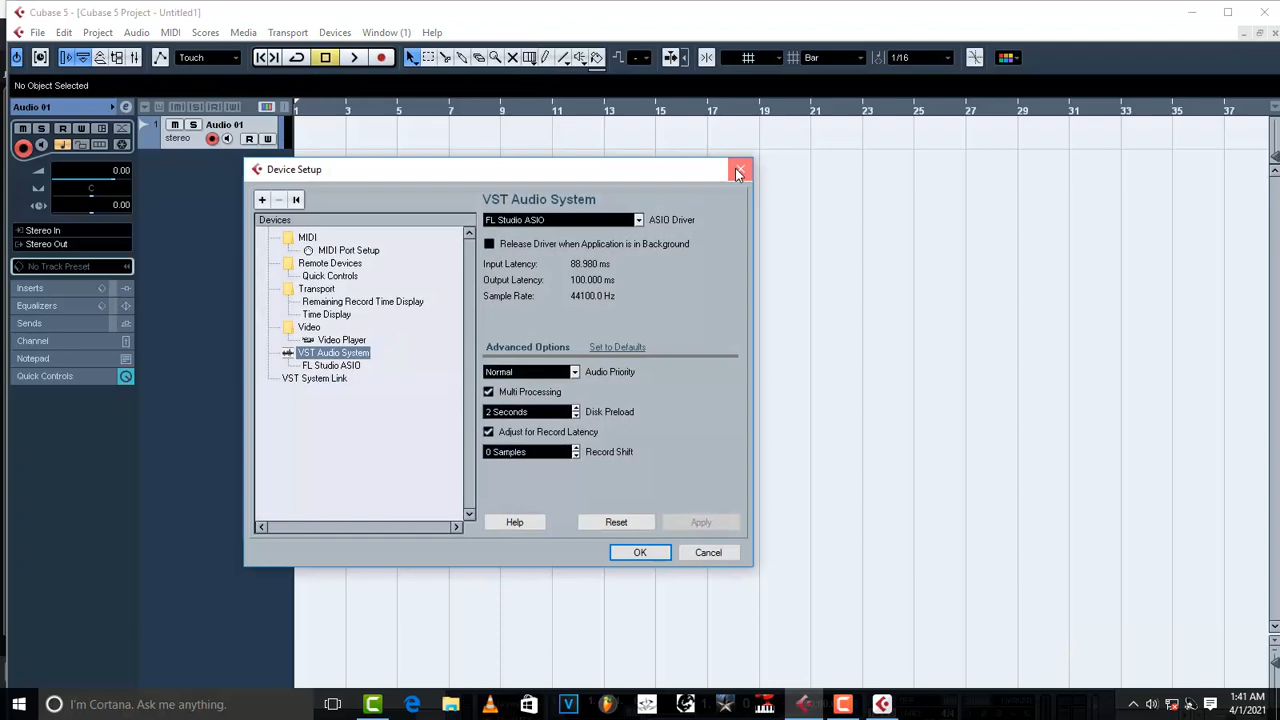 Cubase 5 - [Cubase 5 Project - Untitled1]
File Edit Project Audio MIDI Scores Media Transport Devices Window (1) Help
Touch Bar 1/16
No Object Selected
Audio 01
1 3 5 7 9 11 13 15 17 19 21 23 25 27 29 31 33 35 37
M S R W
1 M S Audio 01
stereo R W
0.00
C
0.00
Stereo In
Stereo Out
No Track Preset
Inserts
Equalizers
Sends
Channel
Notepad
Quick Controls
Device Setup
Devices
MIDI
MIDI Port Setup
Remote Devices
Quick Controls
Transport
Remaining Record Time Display
Time Display
Video
Video Player
VST Audio System
FL Studio ASIO
VST System Link
VST Audio System
FL Studio ASIO ASIO Driver
Release Driver when Application is in Background
Input Latency: 88.980 ms
Output Latency: 100.000 ms
Sample Rate: 44100.0 Hz
Advanced Options Set to Defaults
Normal Audio Priority
Multi Processing
2 Seconds Disk Preload
Adjust for Record Latency
0 Samples Record Shift
Help Reset Apply
OK Cancel
I'm Cortana. Ask me anything.
1:41 AM
4/1/2021